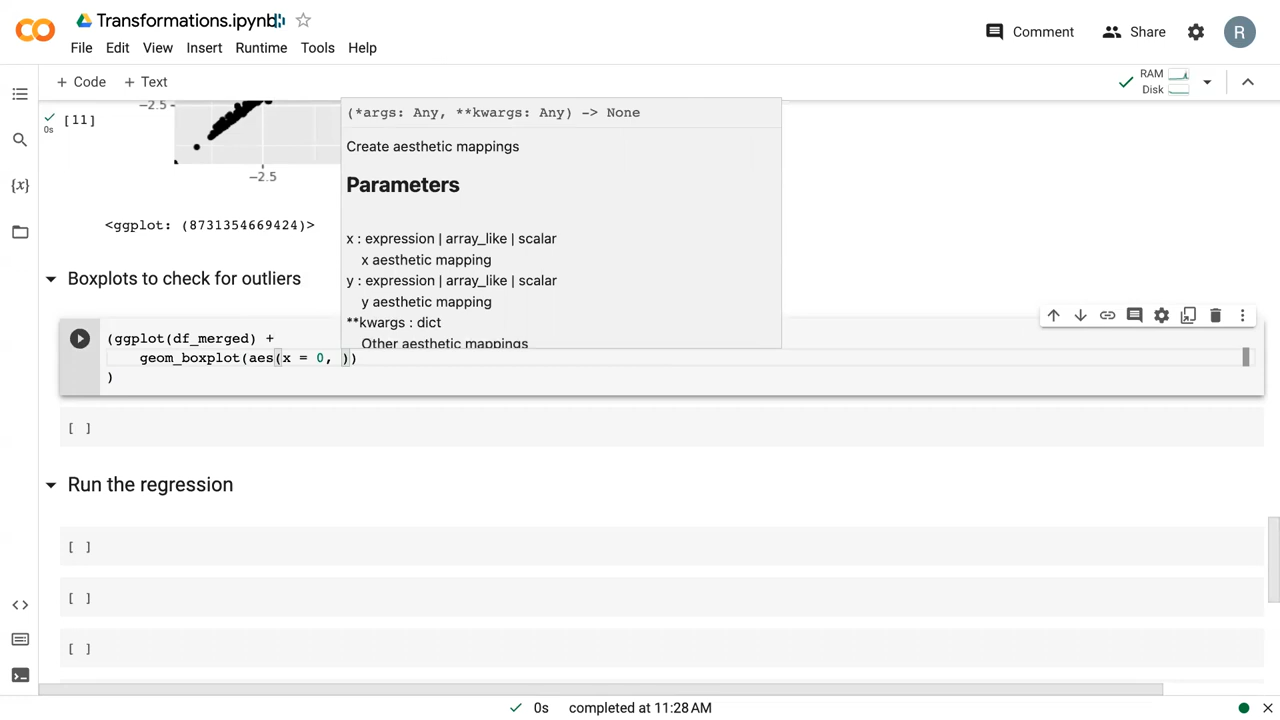 Transformations.ipynb
File Edit View Insert Runtime Tools Help
Comment
Share
R
+ Code + Text
RAM
Disk
0s
[11]
-2.5
-2.5
<ggplot: (8731354669424)>
(*args: Any, **kwargs: Any) -> None
Create aesthetic mappings
Parameters
x : expression | array_like | scalar
x aesthetic mapping
y : expression | array_like | scalar
y aesthetic mapping
**kwargs : dict
Other aesthetic mappings
Boxplots to check for outliers
(ggplot(df_merged) +
geom_boxplot(aes(x = 0, ))
)
[ ]
Run the regression
[ ]
[ ]
[ ]
0s completed at 11:28 AM